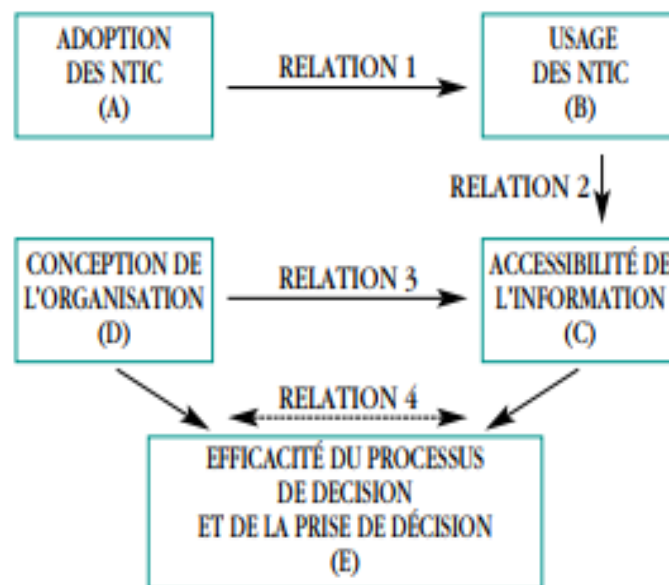 ADOPTION
DES NTIC
(A)
RELATION 1
USAGE
DES NTIC
(B)
RELATION 2
CONCEPTION DE
L'ORGANISATION
(D)
RELATION 3
ACCESSIBILITÉ DE
L'INFORMATION
(C)
RELATION 4
EFFICACITÉ DU PROCESSUS
DE DECISION
ET DE LA PRISE DE DÉCISION
(E)